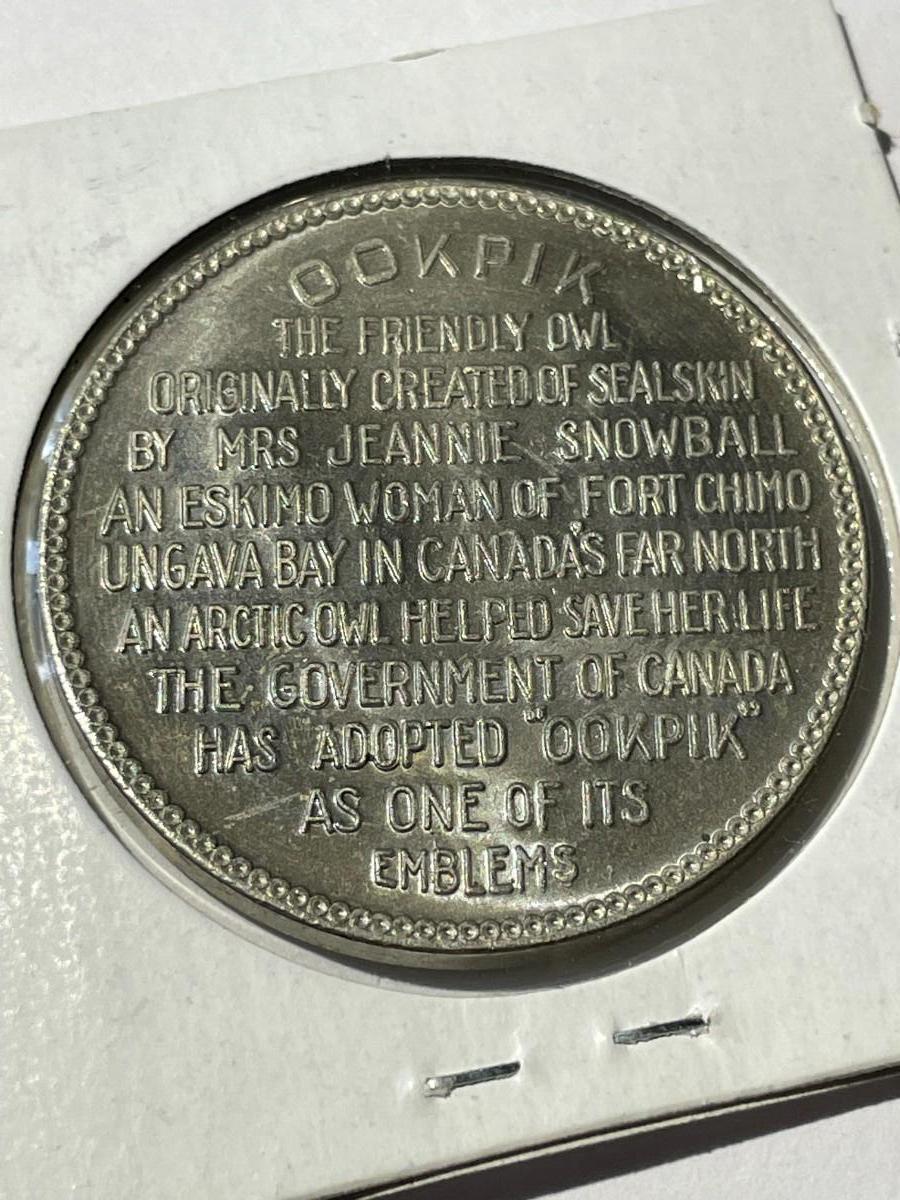 OOKPIK
THE FRIENDLY OWL
ORIGINALLY CREATED OF SEALSKIN
BY MRS JEANNIE SNOWBALL
AN ESKIMO WOMAN OF FORT CHIMO
UNGAVA BAY IN CANADA'S FAR NORTH
AN ARCTIC OWL HELPED SAVE HER LIFE
THE GOVERNMENT OF CANADA
HAS ADOPTED "OOKPIK"
AS ONE OF ITS
EMBLEMS